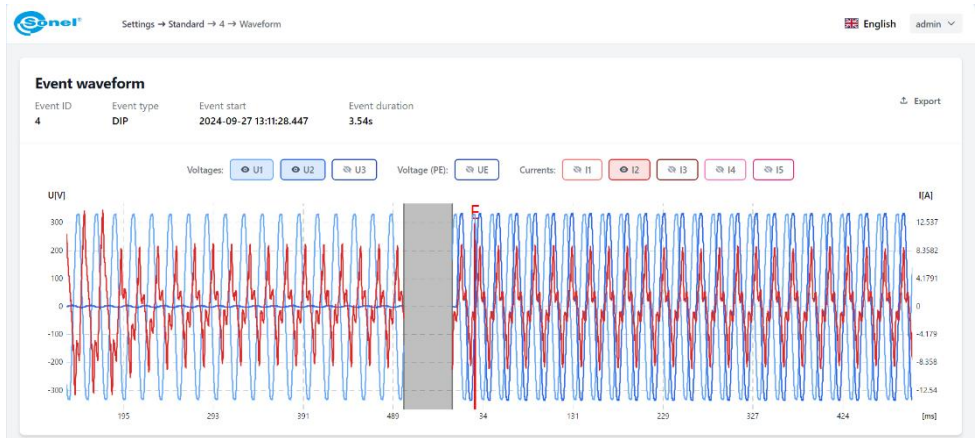 Sonel®
Settings → Standard → 4 → Waveform
English
admin
Event waveform
Event ID
Event type
Event start
Event duration
4
DIP
2024-09-27 13:11:28.447
3.54s
Export
Voltages:
U1
U2
U3
Voltage (PE):
UE
Currents:
I1
I2
I3
I4
I5
U[V]
I[A]
300
200
100
0
-100
-200
-300
E
12.537
8.3582
4.1791
0
-4.179
-8.358
-12.54
195
293
391
489
34
131
229
327
424
[ms]